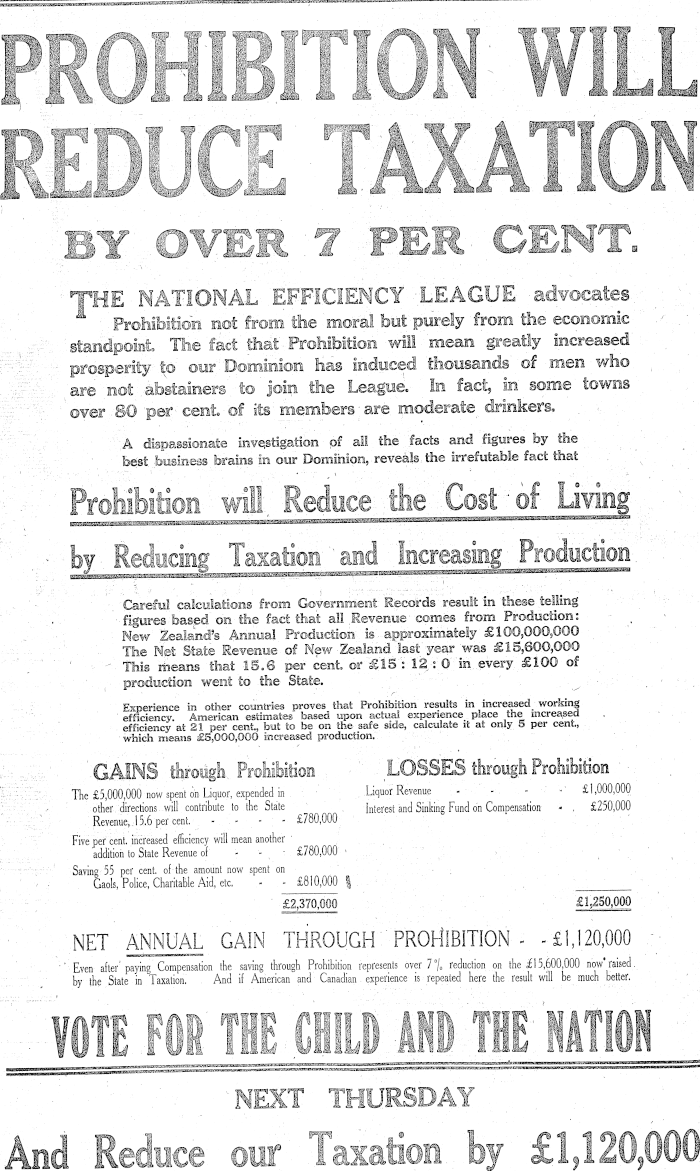 PROHIBITION WILL
REDUCE TAXATION
BY OVER 7 PER CENT.
THE NATIONAL EFFICIENCY LEAGUE advocates
Prohibition not from the moral but purely from the economic
standpoint. The fact that Prohibition will mean greatly increased
prosperity to our Dominion has induced thousands of men who
are not abstainers to join the League. In fact, in some towns
over 80 per cent. of its members are moderate drinkers.
A dispassionate investigation of all the facts and figures by the
best business brains in our Dominion, reveals the irrefutable fact that
Prohibition will Reduce the Cost of Living
by Reducing Taxation and Increasing Production
Careful calculations from Government Records result in these telling
figures based on the fact that all Revenue comes from Production:
New Zealand's Annual Production is approximately £100,000,000
The Net State Revenue of New Zealand last year was £15,600,000
This means that 15.6 per cent. or £15 : 12 : 0 in every £100 of
production went to the State.
Experience in other countries proves that Prohibition results in increased working
efficiency. American estimates based upon actual experience place the increased
efficiency at 21 per cent., but to be on the safe side, calculate it at only 5 per cent.,
which means £5,000,000 increased production.
GAINS through Prohibition
The £5,000,000 now spent on Liquor, expended in
other directions will contribute to the State
Revenue, 15.6 per cent. - - - - £780,000
Five per cent. increased efficiency will mean another
addition to State Revenue of - - - £780,000
Saving 55 per cent. of the amount now spent on
Gaols, Police, Charitable Aid, etc. - - £810,000
£2,370,000
LOSSES through Prohibition
Liquor Revenue - - - - - £1,000,000
Interest and Sinking Fund on Compensation - - £250,000
£1,250,000
NET ANNUAL GAIN THROUGH PROHIBITION - - £1,120,000
Even after paying Compensation the saving through Prohibition represents over 7% reduction on the £15,600,000 now raised
by the State in Taxation. And if American and Canadian experience is repeated here the result will be much better.
VOTE FOR THE CHILD AND THE NATION
NEXT THURSDAY
And Reduce our Taxation by £1,120,000